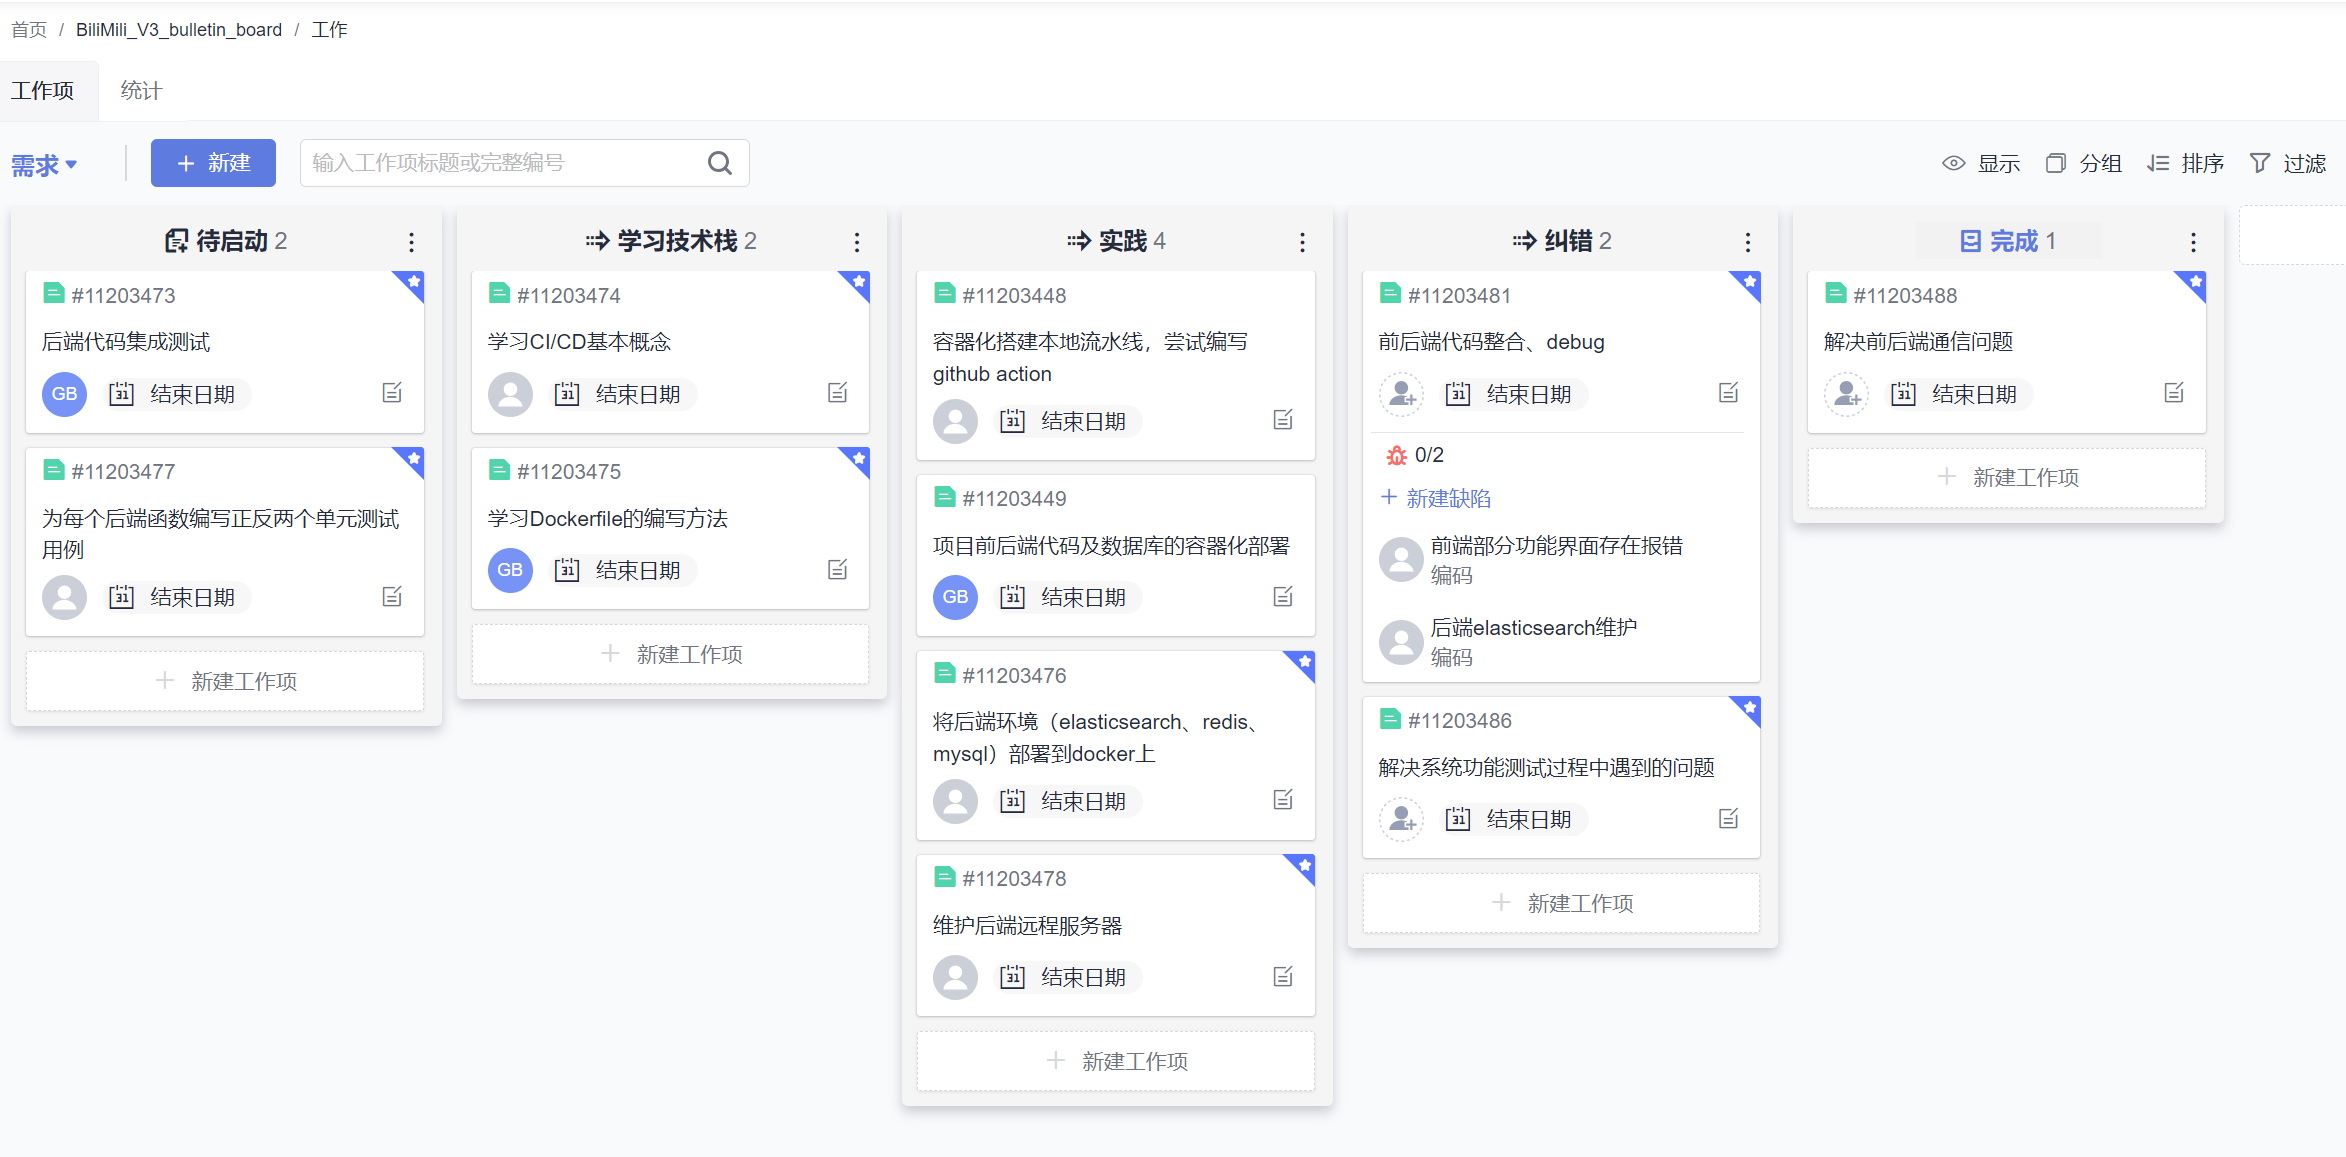 首页 / BiliMili_V3_bulletin_board / 工作
工作项 统计
需求 + 新建 输入工作项标题或完整编号 显示 分组 排序 过滤
待启动 2
#11203473
后端代码集成测试
GB 31 结束日期
#11203477
为每个后端函数编写正反两个单元测试
用例
31 结束日期
+ 新建工作项
学习技术栈 2
#11203474
学习CI/CD基本概念
31 结束日期
#11203475
学习Dockerfile的编写方法
GB 31 结束日期
+ 新建工作项
实践 4
#11203448
容器化搭建本地流水线，尝试编写
github action
31 结束日期
#11203449
项目前后端代码及数据库的容器化部署
GB 31 结束日期
#11203476
将后端环境（elasticsearch、redis、
mysql）部署到docker上
31 结束日期
#11203478
维护后端远程服务器
31 结束日期
+ 新建工作项
纠错 2
#11203481
前后端代码整合、debug
31 结束日期
0/2
+ 新建缺陷
前端部分功能界面存在报错
编码
后端elasticsearch维护
编码
#11203486
解决系统功能测试过程中遇到的问题
31 结束日期
+ 新建工作项
完成 1
#11203488
解决前后端通信问题
31 结束日期
+ 新建工作项